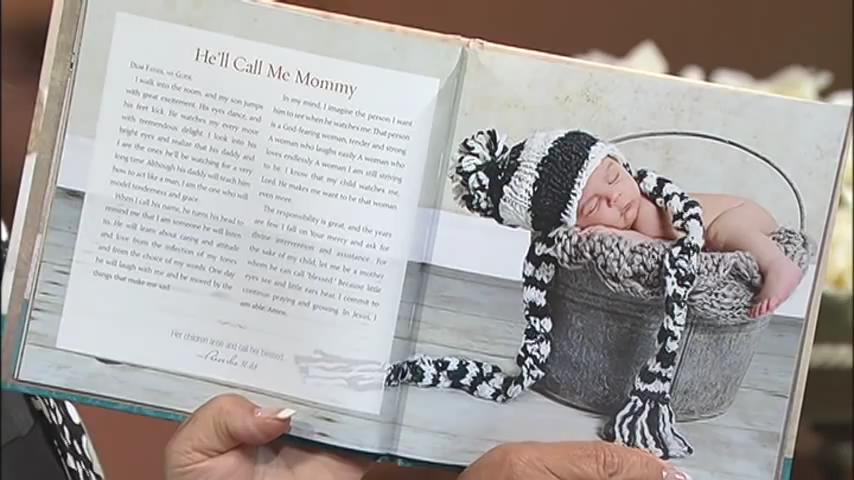 He'll Call Me Mommy
Dear Father, my Guide,
I walk into the room, and my son jumps
with great excitement. His eyes dance, and
his feet kick. He watches my every move
with tremendous delight. I look into his
bright eyes and realize that his daddy and
I are the ones he'll be watching for a very
long time. Although his daddy will teach him
how to act like a man, I am the one who will
model tenderness and grace.
When I call his name, he turns his head to
remind me that I am someone he will listen
to. He will learn about caring and attitude
and love from the inflection of my tones
and from the choice of my words. One day
he will laugh with me and be moved by the
things that make me sad.
In my mind, I imagine the person I want
him to see when he watches me. That person
is a God-fearing woman, tender and strong.
A woman who laughs easily. A woman who
loves endlessly. A woman I am still striving
to be. I know that my child watches me,
Lord. He makes me want to be that woman
even more.
The responsibility is great, and the years
are few. I fall on Your mercy and ask for
divine intervention and assistance. For
the sake of my child, let me be a mother
whom he can call "blessed." Because little
eyes see and little ears hear, I commit to
continue praying and growing. In Jesus, I
am able. Amen.
Her children arise and call her blessed.
—Proverbs 31:28